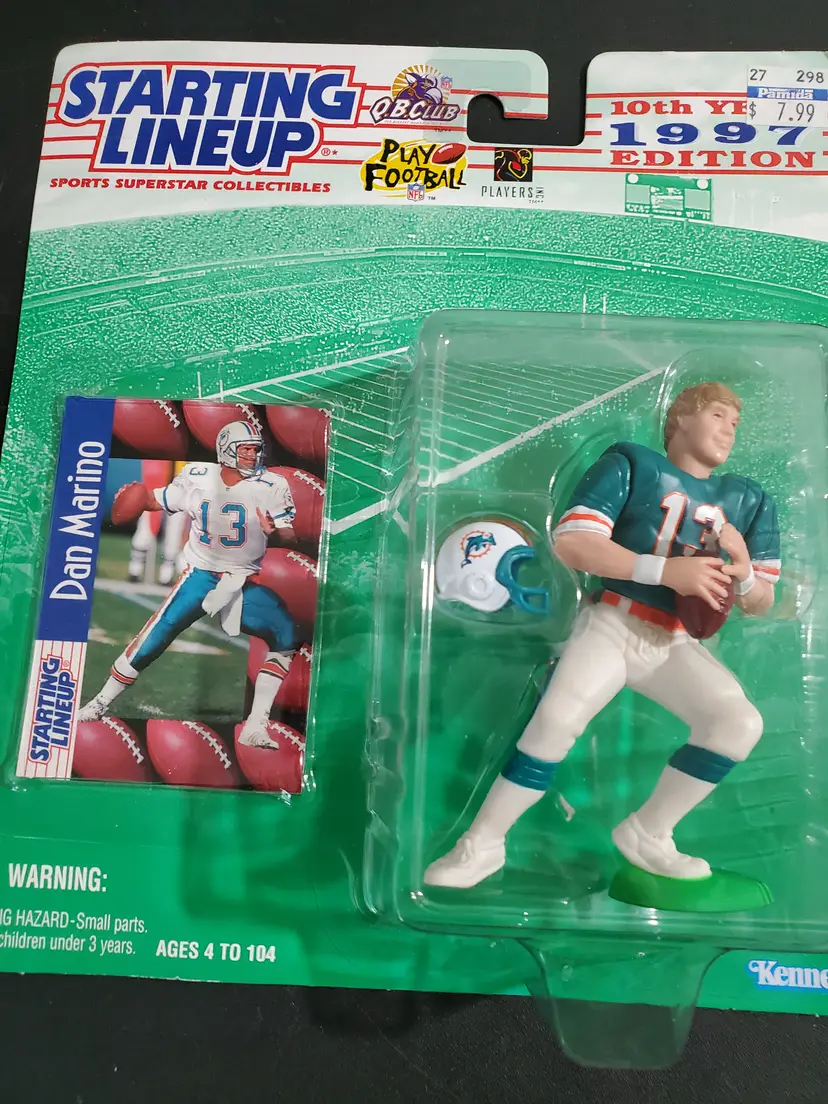 STARTING
LINEUP®
SPORTS SUPERSTAR COLLECTIBLES
Q.B. CLUB
NFL
PLAY
FOOTBALL
NFL
PLAYERS INC
27 298
Pamida
$ 7.99
10th YE
1997
EDITION
Dan Marino
STARTING
LINEUP®
13
13
WARNING:
G HAZARD-Small parts.
children under 3 years.
AGES 4 TO 104
Kenne